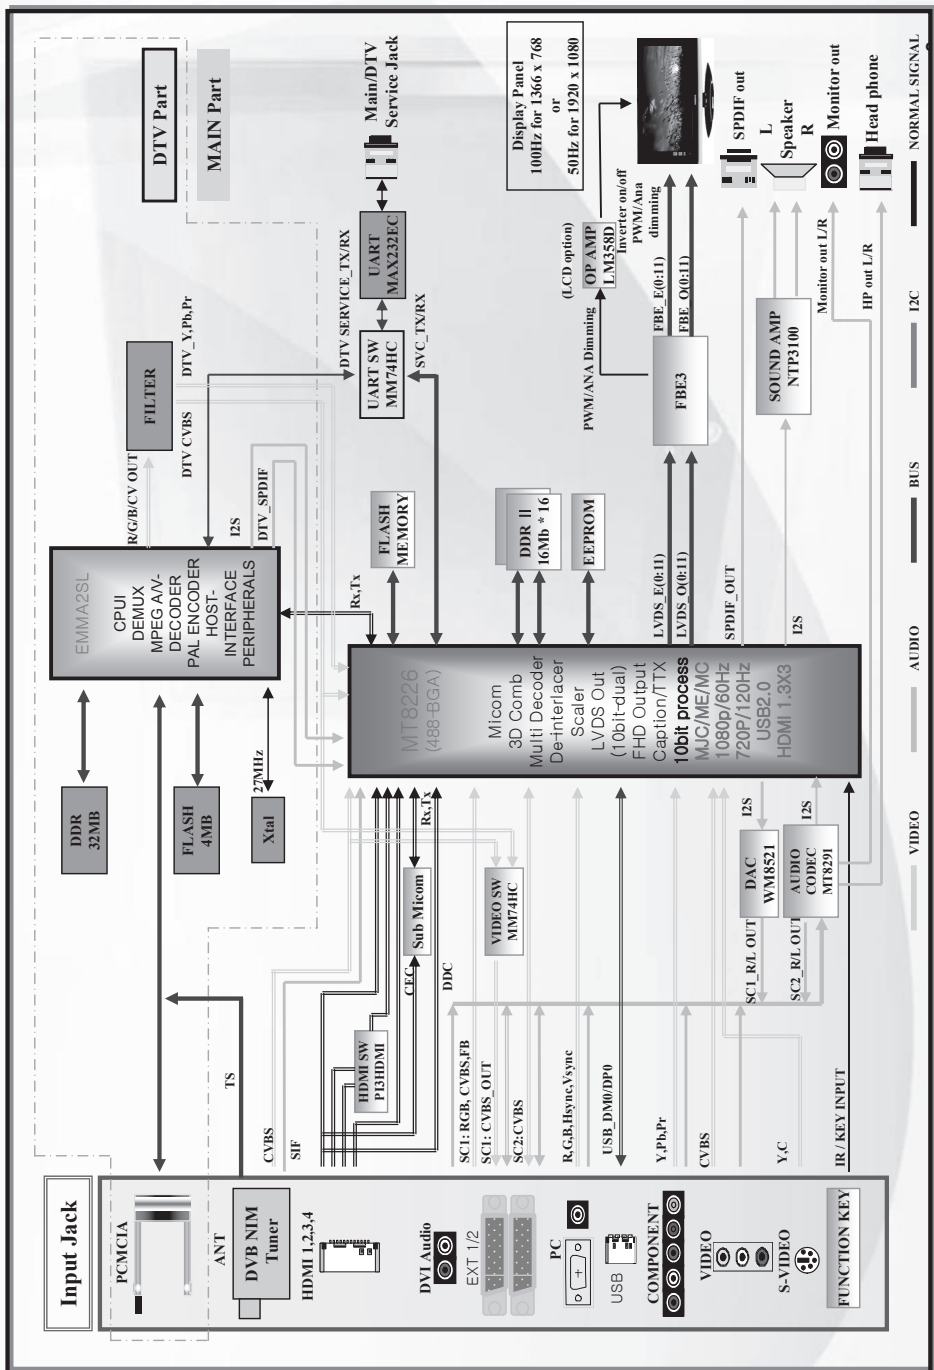 Input Jack
PCMCIA
ANT
DVB NIM
Tuner
HDMI 1,2,3,4
DVI Audio
EXT 1/2
PC
USB
COMPONENT
VIDEO
S-VIDEO
FUNCTION KEY
TS
CVBS
SIF
HDMI SW
PI3HDMI
CEC
DDC
SC1: RGB, CVBS,FB
SC1: CVBS_OUT
SC2:CVBS
R,G,B,Hsync,Vsync
USB_DM0/DP0
Y,Pb,Pr
CVBS
Y,C
IR / KEY INPUT
DDR
32MB
FLASH
4MB
Xtal
27MHz
Sub Micom
Rx,Tx
VIDEO SW
MM74HC
DAC
WM8521
AUDIO
CODEC
MT8291
I2S
I2S
SC1_R/L OUT
SC2_R/L OUT
EMMA2SL
CPUI
DEMUX
MPEG A/V-
DECODER
PAL ENCODER
HOST-
INTERFACE
PERIPHERALS
MT8226
(488-BGA)
Micom
3D Comb
Multi Decoder
De-interlacer
Scaler
LVDS Out
(10bit-dual)
FHD Output
Caption/TTX
10bit process
MJC/ME/MC
1080p/60Hz
720P/120Hz
USB2.0
HDMI 1.3X3
R/G/B/CV OUT
FILTER
DTV_Y,Pb,Pr
DTV CVBS
I2S
DTV_SPDIF
Rx,Tx
FLASH
MEMORY
DDR II
16Mb * 16
EEPROM
LVDS_E(0:11)
LVDS_O(0:11)
SPDIF_OUT
I2S
DTV SERVICE_TX/RX
UART SW
MM74HC
SVC_TX/RX
UART
MAX232EC
Main/DTV
Service Jack
PWM/ANA Dimming
FBE3
FBE_E(0:11)
FBE_O(0:11)
(LCD option)
OP AMP
LM358D
Inverter on/off
PWM/Ana
dimming
SOUND AMP
NTP3100
Monitor out L/R
HP out L/R
DTV Part
MAIN Part
Display Panel
100Hz for 1366 x 768
or
50Hz for 1920 x 1080
SPDIF out
L
Speaker
R
Monitor out
Head phone
VIDEO
AUDIO
BUS
I2C
NORMAL SIGNAL